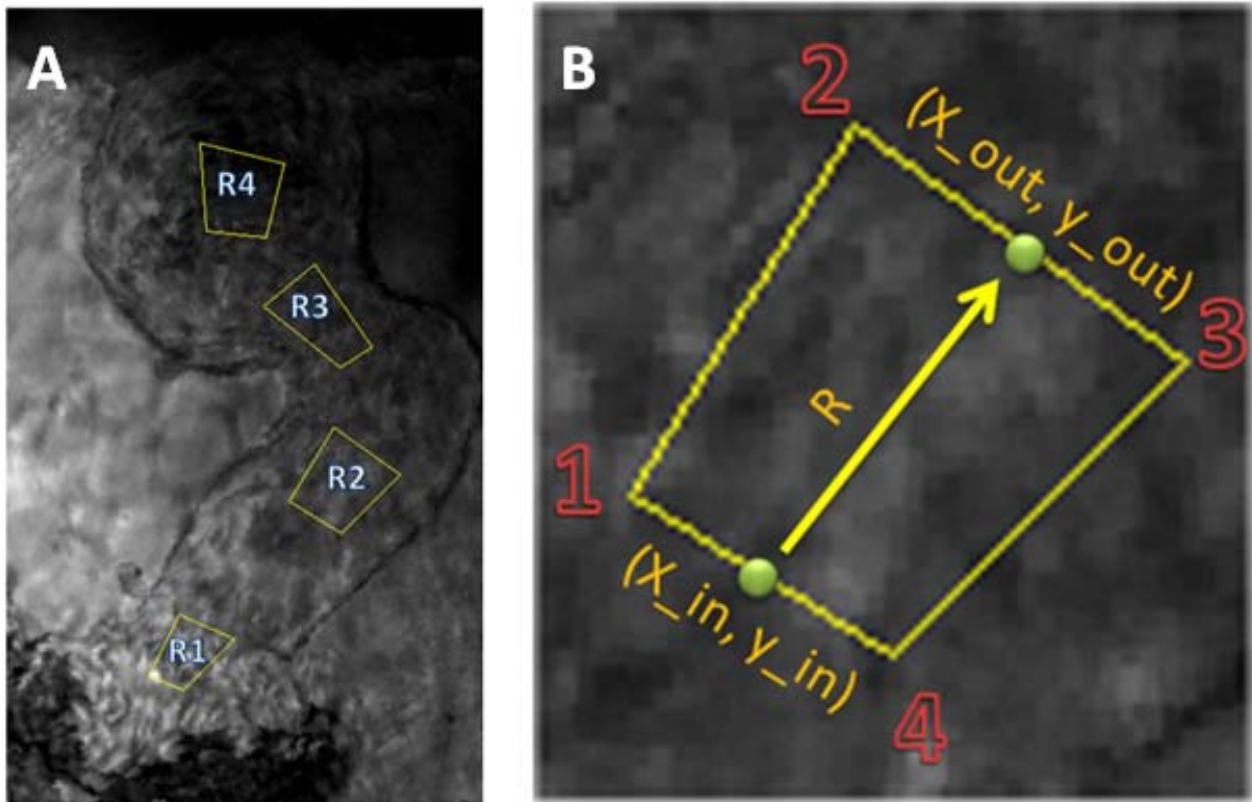 A
R4
R3
R2
R1
B
2
(X_out, y_out)
3
R
1
(X_in, y_in)
4